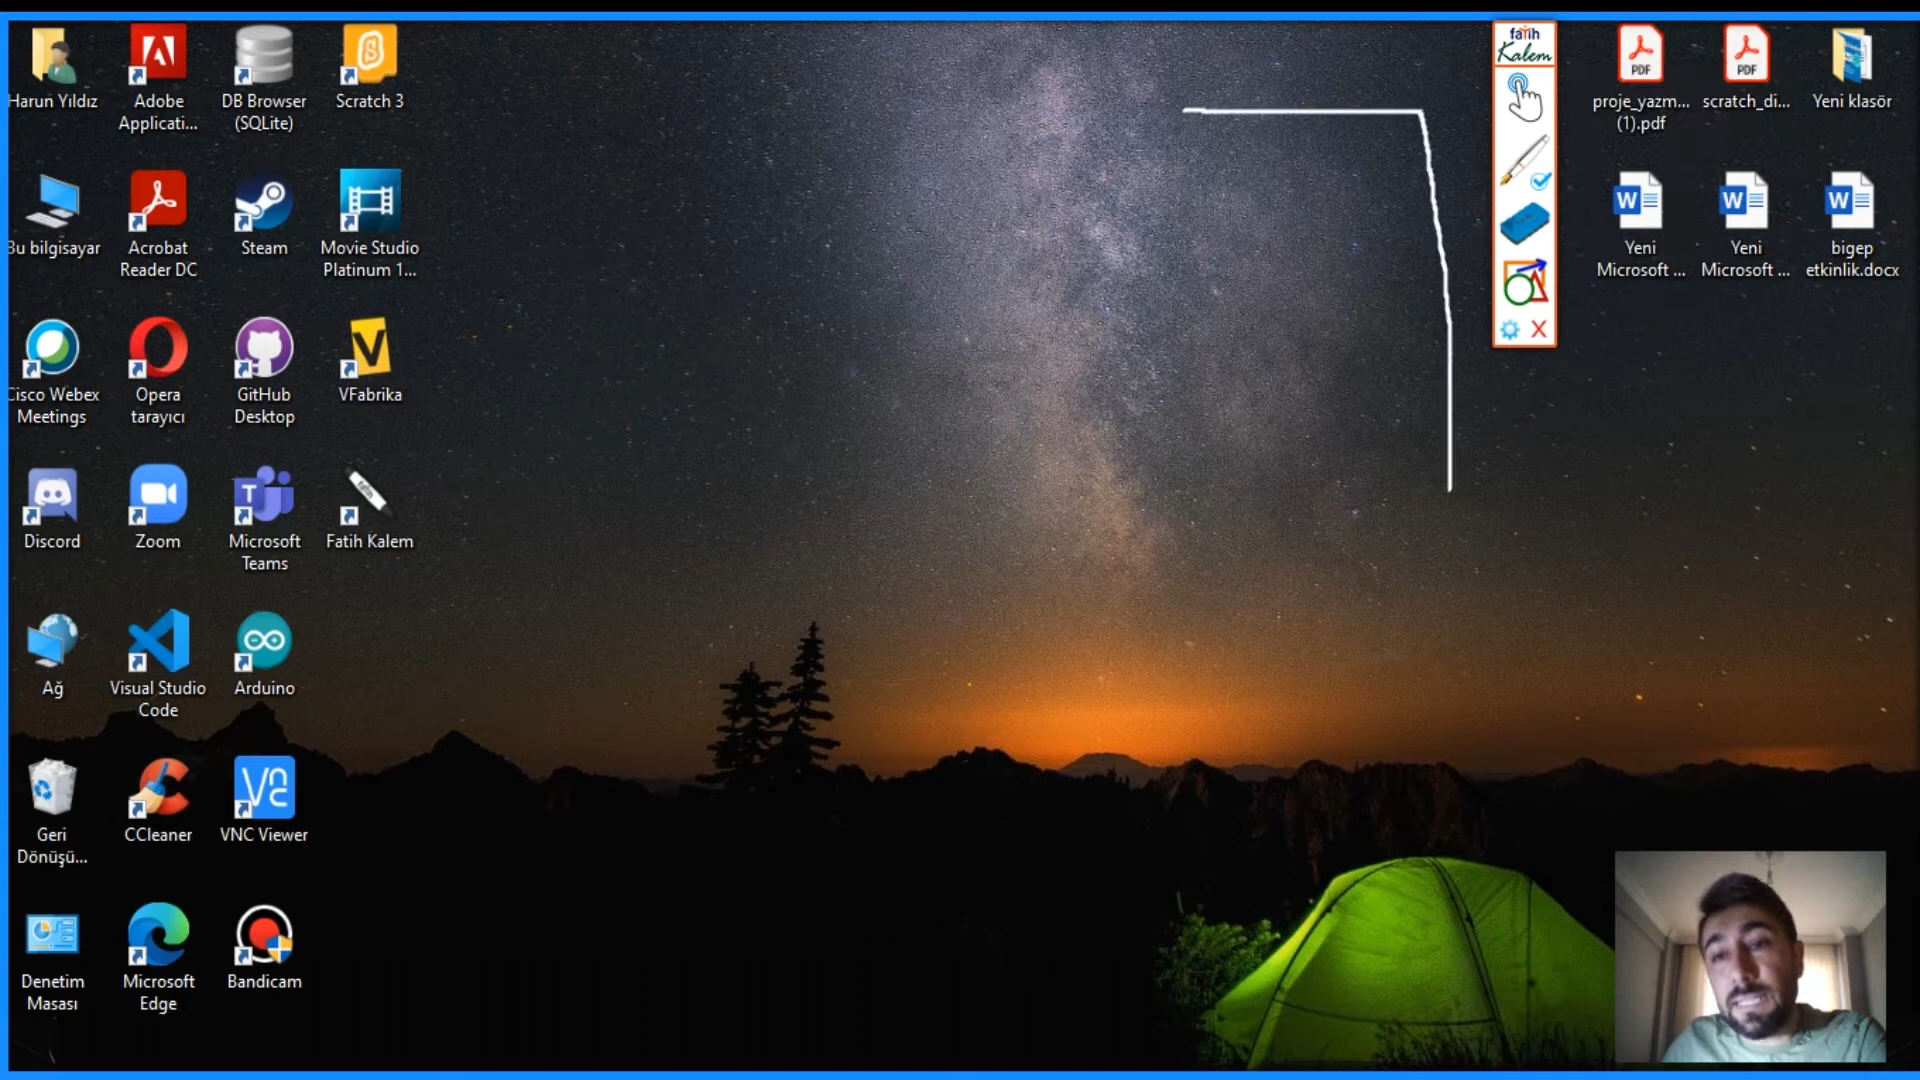 Harun Yıldız
Adobe
Applicati...
DB Browser
(SQLite)
Scratch 3
fatih
Kalem
PDF
proje_yazm...
(1).pdf
PDF
scratch_di...
Yeni klasör
Bu bilgisayar
Acrobat
Reader DC
Steam
Movie Studio
Platinum 1...
W
Yeni
Microsoft ...
W
Yeni
Microsoft ...
W
bigep
etkinlik.docx
Cisco Webex
Meetings
Opera
tarayıcı
GitHub
Desktop
V
VFabrika
Discord
Zoom
T
Microsoft
Teams
fatih
Fatih Kalem
Ağ
Visual Studio
Code
Arduino
Geri
Dönüşü...
CCleaner
VNC Viewer
Denetim
Masası
Microsoft
Edge
Bandicam